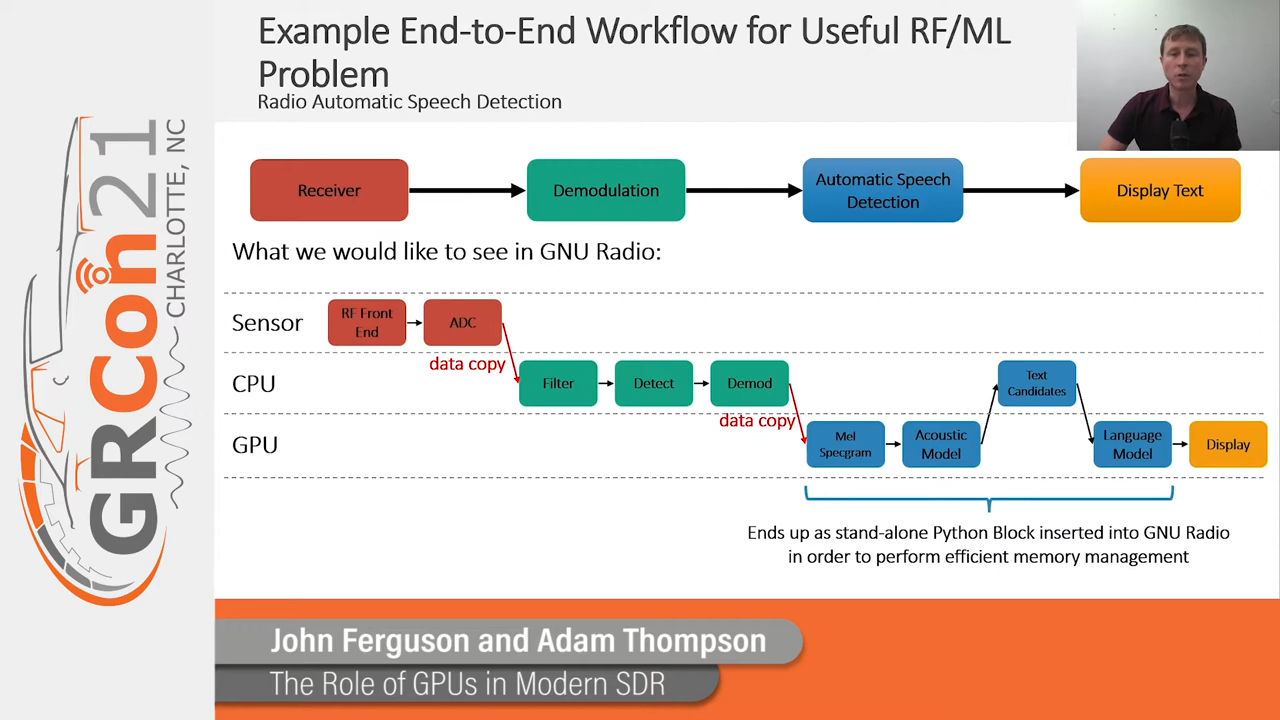 Example End-to-End Workflow for Useful RF/ML
Problem
Radio Automatic Speech Detection
GRCon21
CHARLOTTE, NC
Receiver
Demodulation
Automatic Speech
Detection
Display Text
What we would like to see in GNU Radio:
Sensor
RF Front
End
ADC
data copy
CPU
Filter
Detect
Demod
Text
Candidates
data copy
GPU
Mel
Specgram
Acoustic
Model
Language
Model
Display
Ends up as stand-alone Python Block inserted into GNU Radio
in order to perform efficient memory management
John Ferguson and Adam Thompson
The Role of GPUs in Modern SDR